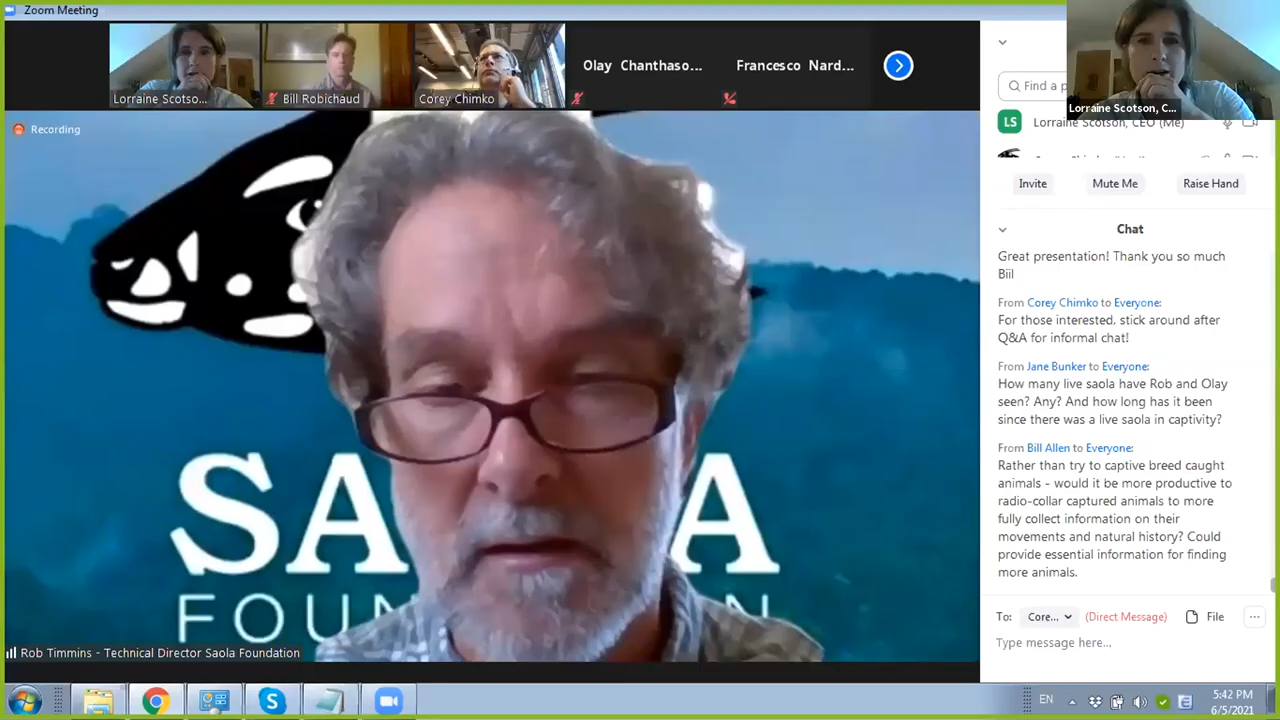 Zoom Meeting
Lorraine Scotso...
Bill Robichaud
Corey Chimko
Olay Chanthaso...
Francesco Nard...
Recording
SA
A
FOUN
N
Rob Timmins - Technical Director Saola Foundation
Lorraine Scotson, C...
Find a p
LS
Lorraine Scotson, CEO (Me)
Invite
Mute Me
Raise Hand
Chat
Great presentation! Thank you so much
Biil
From Corey Chimko to Everyone:
For those interested, stick around after
Q&A for informal chat!
From Jane Bunker to Everyone:
How many live saola have Rob and Olay
seen? Any? And how long has it been
since there was a live saola in captivity?
From Bill Allen to Everyone:
Rather than try to captive breed caught
animals - would it be more productive to
radio-collar captured animals to more
fully collect information on their
movements and natural history? Could
provide essential information for finding
more animals.
To: Core... (Direct Message) File ...
Type message here...
EN
5:42 PM
6/5/2021